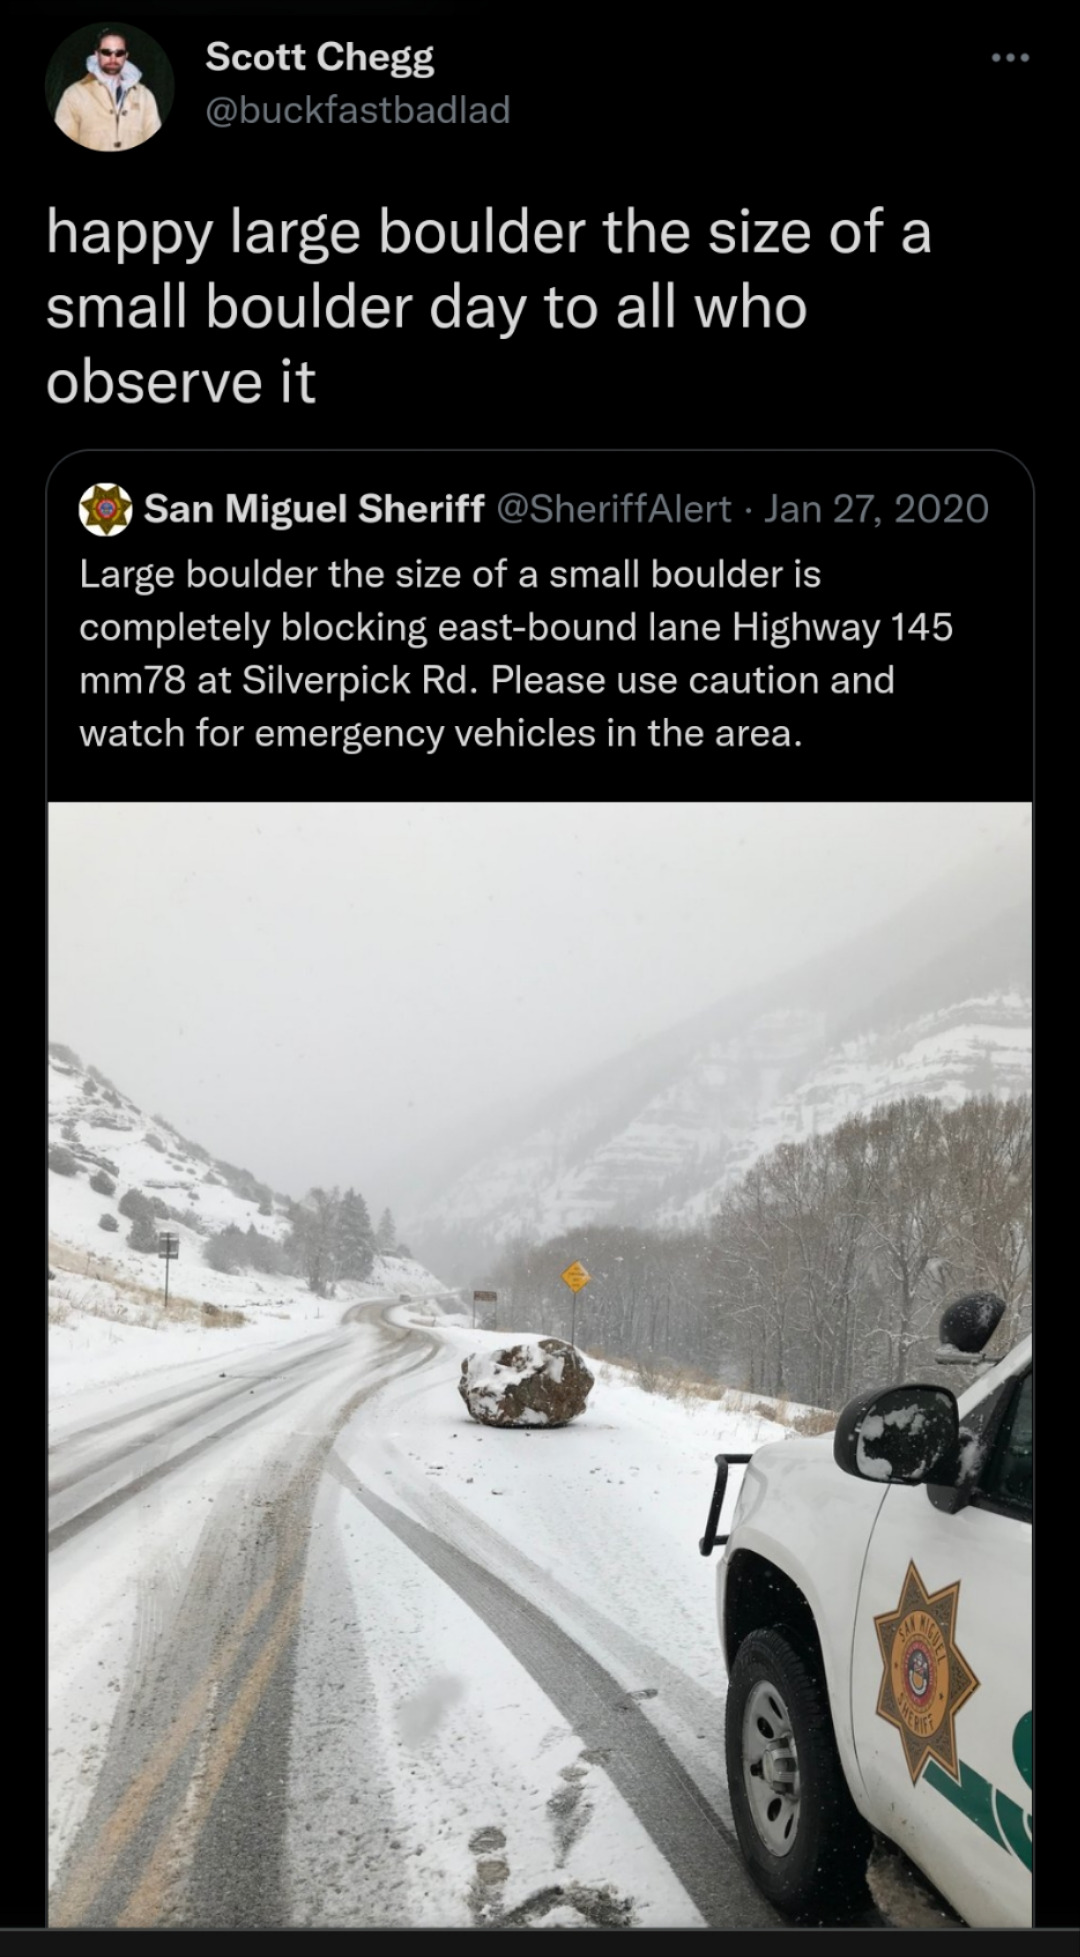 Scott Chegg
@buckfastbadlad
happy large boulder the size of a
small boulder day to all who
observe it
San Miguel Sheriff @SheriffAlert · Jan 27, 2020
Large boulder the size of a small boulder is
completely blocking east-bound lane Highway 145
mm78 at Silverpick Rd. Please use caution and
watch for emergency vehicles in the area.
SAN MIGUEL
SHERIFF